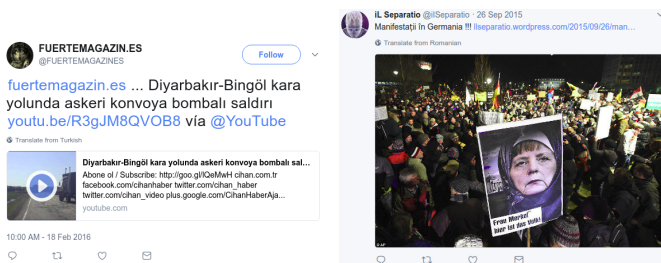 FUERTEMAGAZIN.ES
@FUERTEMAGAZINES
Follow
fuertemagazin.es ... Diyarbakır-Bingöl kara
yolunda askeri konvoya bombalı saldırı
youtu.be/R3gJM8QVOB8 vía @YouTube
Translate from Turkish
Diyarbakır-Bingöl kara yolunda askeri konvoya bombalı sal...
Abone ol / Subscribe: http://goo.gl/lQeMwH cihan.com.tr
facebook.com/cihanhaber twitter.com/cihan_haber
twitter.com/cihan_video plus.google.com/CihanHaberAja...
youtube.com
10:00 AM - 18 Feb 2016
iL Separatio @ilSeparatio · 26 Sep 2015
Manifestații în Germania !!! ilseparatio.wordpress.com/2015/09/26/man...
Translate from Romanian
Frau Merkel
hier ist das Volk!
AP